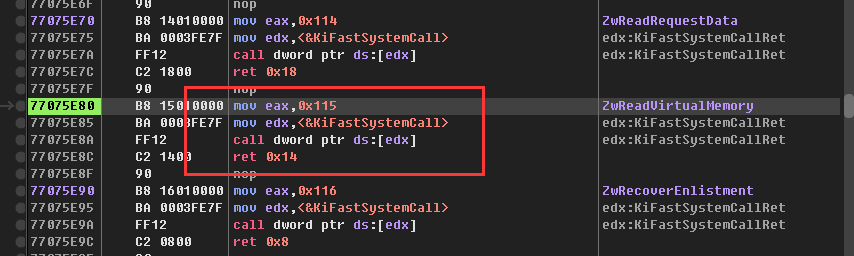 77075E6F 90 nop
77075E70 B8 14010000 mov eax,0x114 ZwReadRequestData
77075E75 BA 0003FE7F mov edx,<&KiFastSystemCall> edx:KiFastSystemCallRet
77075E7A FF12 call dword ptr ds:[edx] edx:KiFastSystemCallRet
77075E7C C2 1800 ret 0x18
77075E7F 90 nop
77075E80 B8 15010000 mov eax,0x115 ZwReadVirtualMemory
77075E85 BA 0003FE7F mov edx,<&KiFastSystemCall> edx:KiFastSystemCallRet
77075E8A FF12 call dword ptr ds:[edx] edx:KiFastSystemCallRet
77075E8C C2 1400 ret 0x14
77075E8F 90 nop
77075E90 B8 16010000 mov eax,0x116 ZwRecoverEnlistment
77075E95 BA 0003FE7F mov edx,<&KiFastSystemCall> edx:KiFastSystemCallRet
77075E9A FF12 call dword ptr ds:[edx] edx:KiFastSystemCallRet
77075E9C C2 0800 ret 0x8